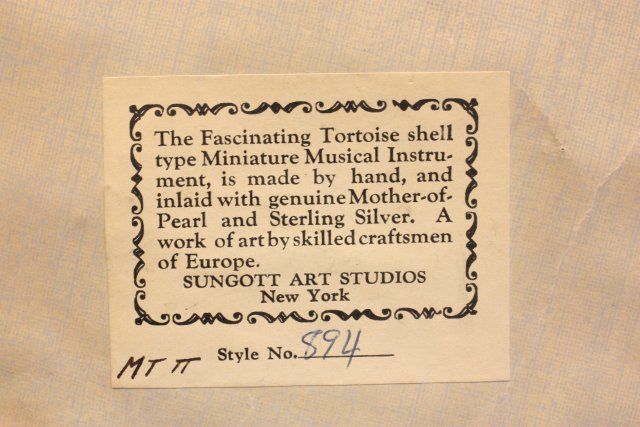 The Fascinating Tortoise shell
type Miniature Musical Instru-
ment, is made by hand, and
inlaid with genuine Mother-of-
Pearl and Sterling Silver. A
work of art by skilled craftsmen
of Europe.
SUNGOTT ART STUDIOS
New York
Style No. 894